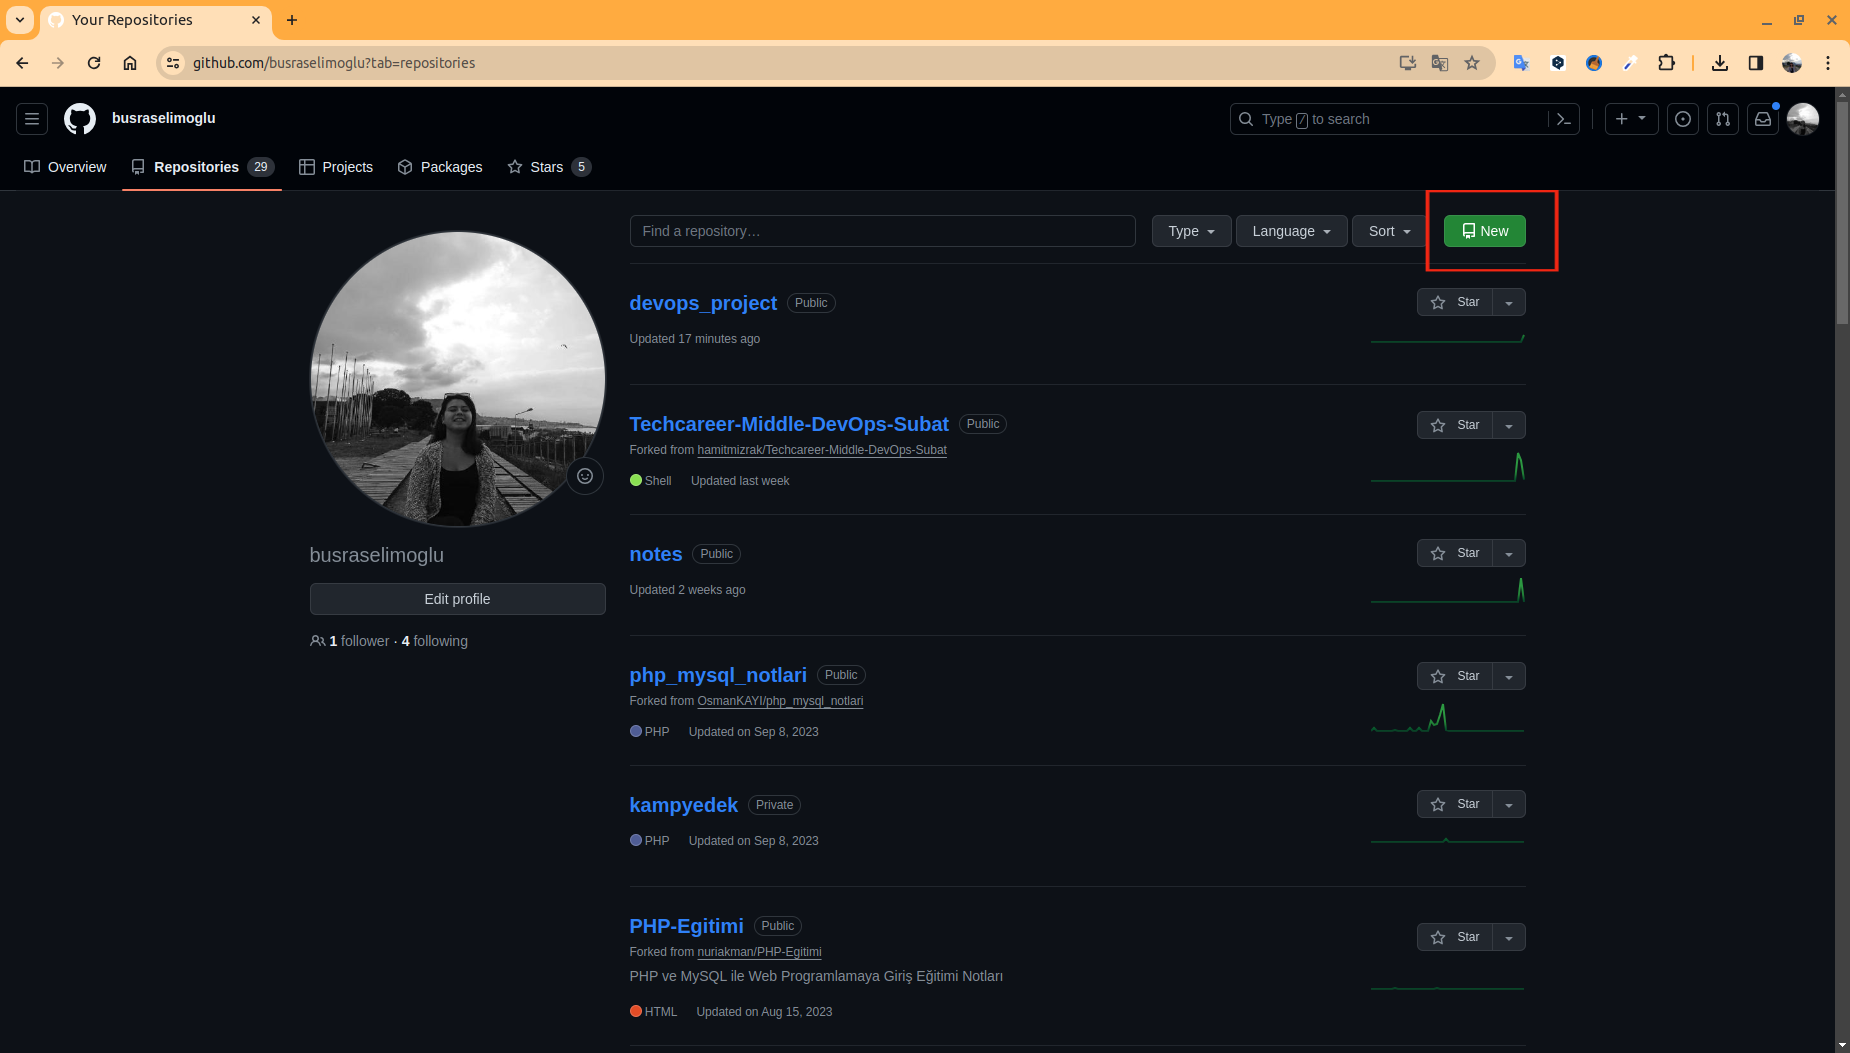 Your Repositories
github.com/busraselimoglu?tab=repositories
busraselimoglu
Type / to search
Overview
Repositories 29
Projects
Packages
Stars 5
Find a repository…
Type
Language
Sort
New
busraselimoglu
Edit profile
1 follower · 4 following
devops_project Public
Star
Updated 17 minutes ago
Techcareer-Middle-DevOps-Subat Public
Star
Forked from hamitmizrak/Techcareer-Middle-DevOps-Subat
Shell Updated last week
notes Public
Star
Updated 2 weeks ago
php_mysql_notlari Public
Star
Forked from OsmanKAYI/php_mysql_notlari
PHP Updated on Sep 8, 2023
kampyedek Private
Star
PHP Updated on Sep 8, 2023
PHP-Egitimi Public
Star
Forked from nuriakman/PHP-Egitimi
PHP ve MySQL ile Web Programlamaya Giriş Eğitimi Notları
HTML Updated on Aug 15, 2023